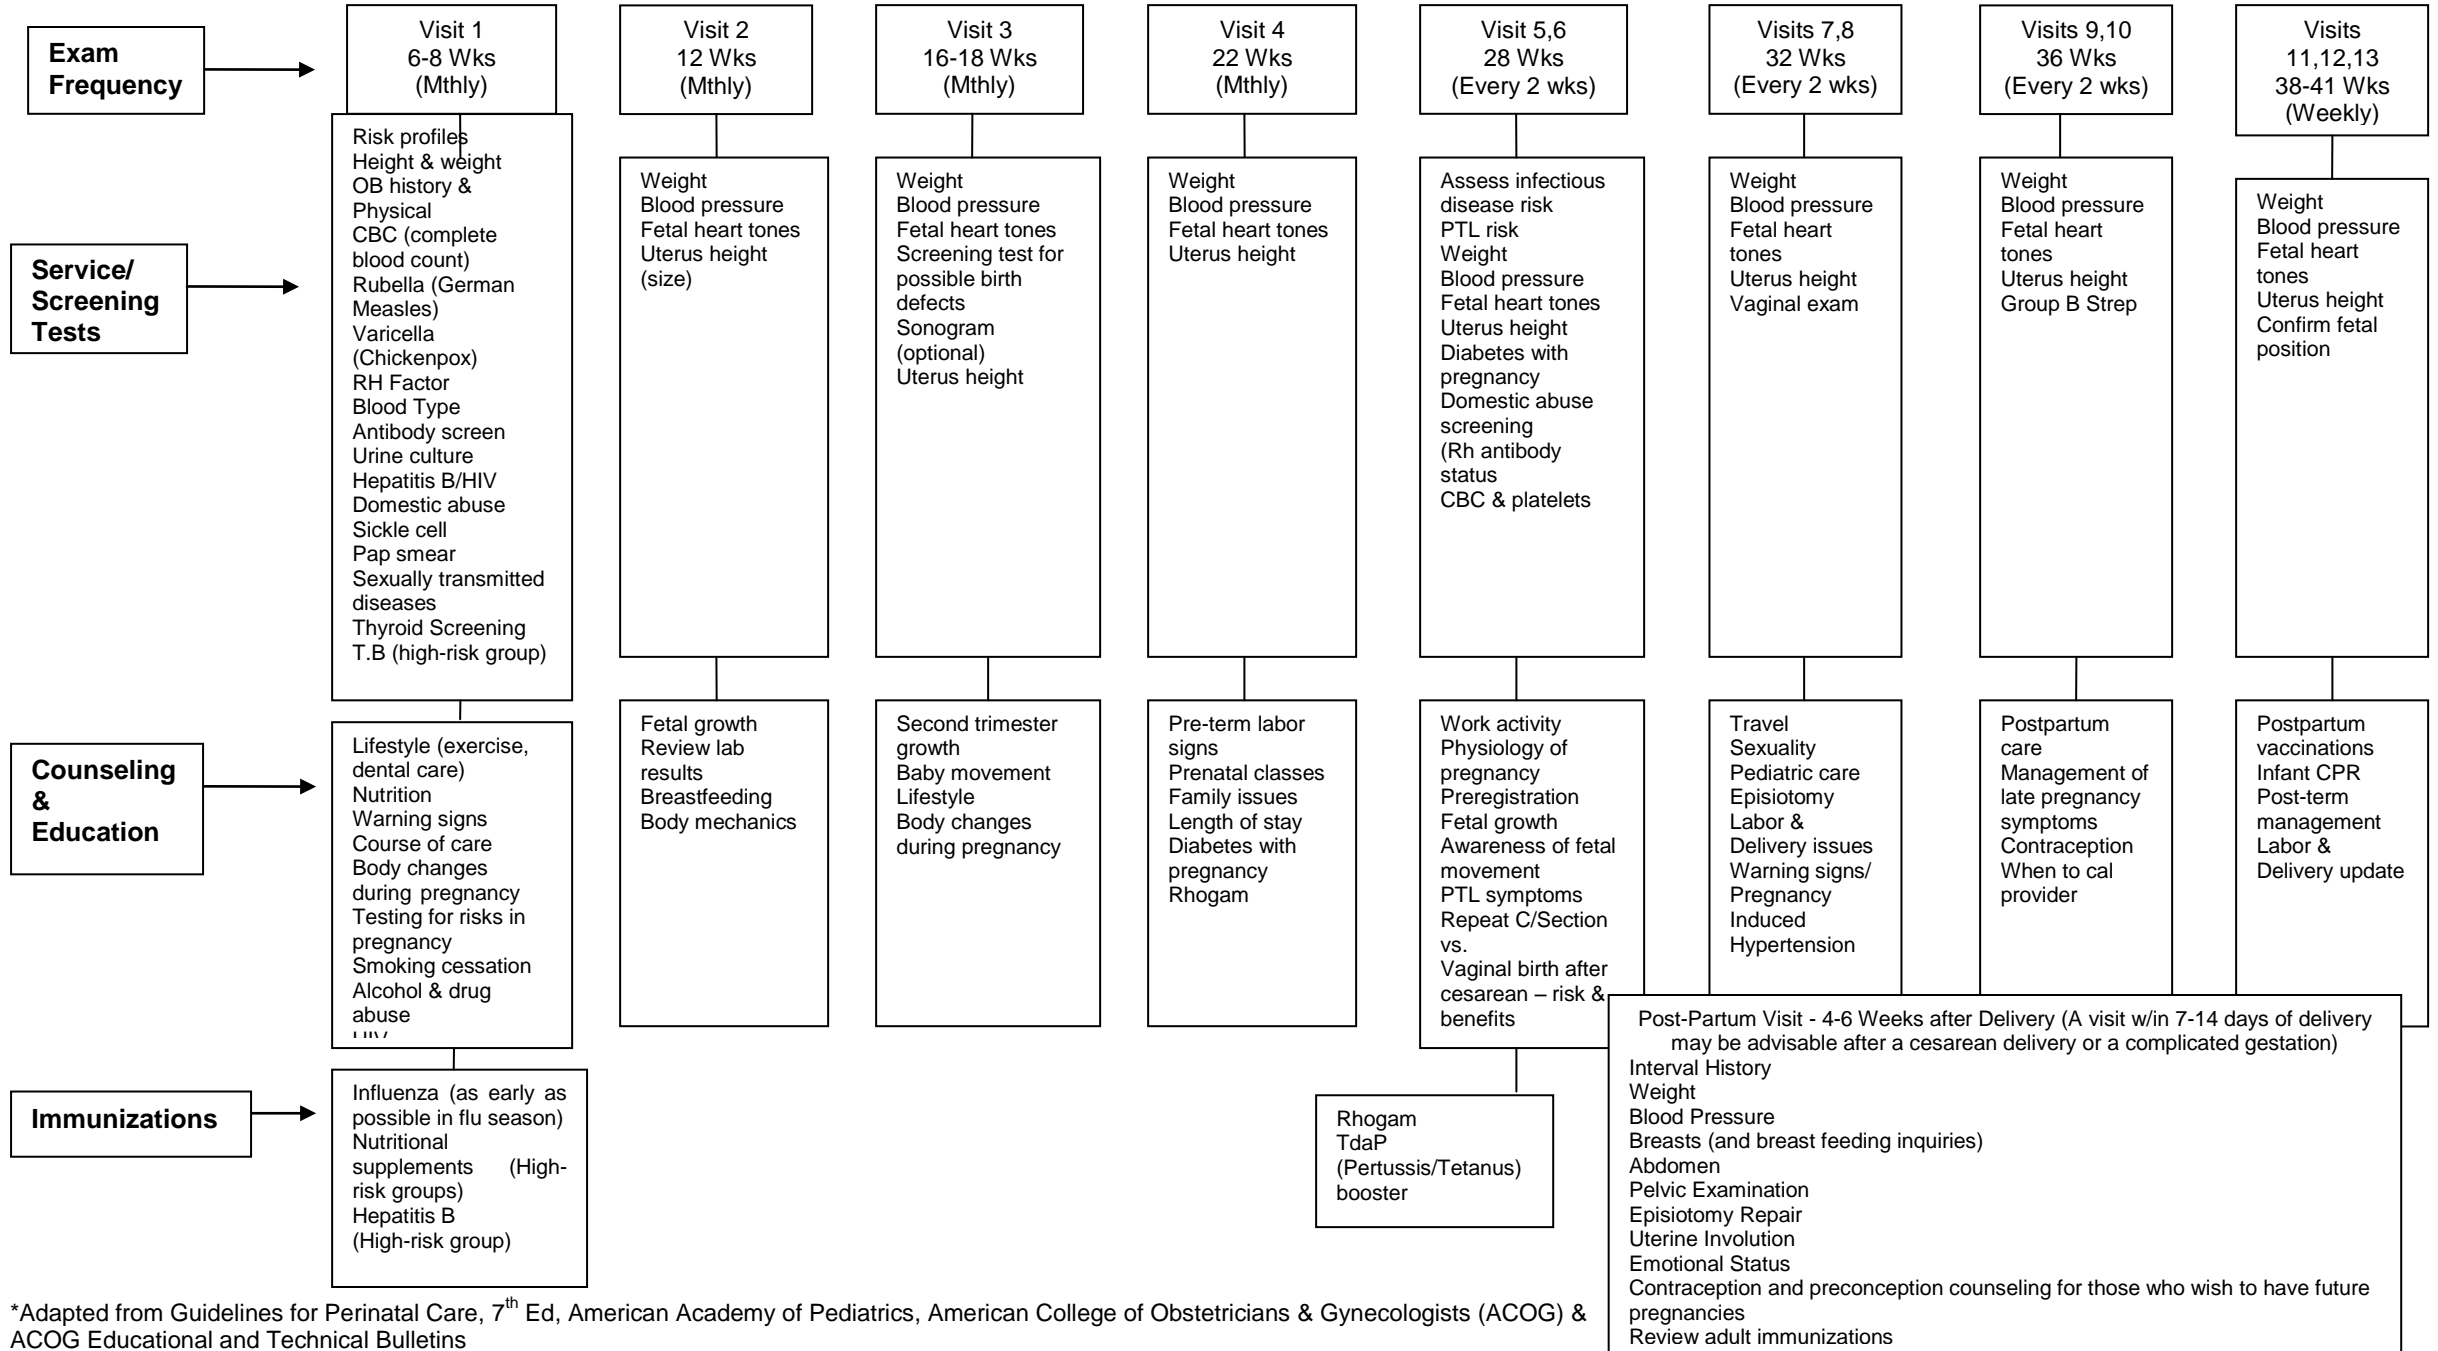 Exam
Frequency
Visit 1
6-8 Wks
(Mthly)
Visit 2
12 Wks
(Mthly)
Visit 3
16-18 Wks
(Mthly)
Visit 4
22 Wks
(Mthly)
Visit 5,6
28 Wks
(Every 2 wks)
Visits 7,8
32 Wks
(Every 2 wks)
Visits 9,10
36 Wks
(Every 2 wks)
Visits
11,12,13
38-41 Wks
(Weekly)
Service/
Screening
Tests
Risk profiles
Height & weight
OB history &
Physical
CBC (complete
blood count)
Rubella (German
Measles)
Varicella
(Chickenpox)
RH Factor
Blood Type
Antibody screen
Urine culture
Hepatitis B/HIV
Domestic abuse
Sickle cell
Pap smear
Sexually transmitted
diseases
Thyroid Screening
T.B (high-risk group)
Weight
Blood pressure
Fetal heart tones
Uterus height
(size)
Weight
Blood pressure
Fetal heart tones
Screening test for
possible birth
defects
Sonogram
(optional)
Uterus height
Weight
Blood pressure
Fetal heart tones
Uterus height
Assess infectious
disease risk
PTL risk
Weight
Blood pressure
Fetal heart tones
Uterus height
Diabetes with
pregnancy
Domestic abuse
screening
(Rh antibody
status
CBC & platelets
Weight
Blood pressure
Fetal heart
tones
Uterus height
Vaginal exam
Weight
Blood pressure
Fetal heart
tones
Uterus height
Group B Strep
Weight
Blood pressure
Fetal heart
tones
Uterus height
Confirm fetal
position
Counseling
&
Education
Lifestyle (exercise,
dental care)
Nutrition
Warning signs
Course of care
Body changes
during pregnancy
Testing for risks in
pregnancy
Smoking cessation
Alcohol & drug
abuse
HIV
Fetal growth
Review lab
results
Breastfeeding
Body mechanics
Second trimester
growth
Baby movement
Lifestyle
Body changes
during pregnancy
Pre-term labor
signs
Prenatal classes
Family issues
Length of stay
Diabetes with
pregnancy
Rhogam
Work activity
Physiology of
pregnancy
Preregistration
Fetal growth
Awareness of fetal
movement
PTL symptoms
Repeat C/Section
vs.
Vaginal birth after
cesarean – risk &
benefits
Travel
Sexuality
Pediatric care
Episiotomy
Labor &
Delivery issues
Warning signs/
Pregnancy
Induced
Hypertension
Postpartum
care
Management of
late pregnancy
symptoms
Contraception
When to cal
provider
Postpartum
vaccinations
Infant CPR
Post-term
management
Labor &
Delivery update
Immunizations
Influenza (as early as
possible in flu season)
Nutritional
supplements (High-
risk groups)
Hepatitis B
(High-risk group)
Rhogam
TdaP
(Pertussis/Tetanus)
booster
Post-Partum Visit - 4-6 Weeks after Delivery (A visit w/in 7-14 days of delivery
may be advisable after a cesarean delivery or a complicated gestation)
Interval History
Weight
Blood Pressure
Breasts (and breast feeding inquiries)
Abdomen
Pelvic Examination
Episiotomy Repair
Uterine Involution
Emotional Status
Contraception and preconception counseling for those who wish to have future
pregnancies
Review adult immunizations
*Adapted from Guidelines for Perinatal Care, 7th Ed, American Academy of Pediatrics, American College of Obstetricians & Gynecologists (ACOG) &
ACOG Educational and Technical Bulletins